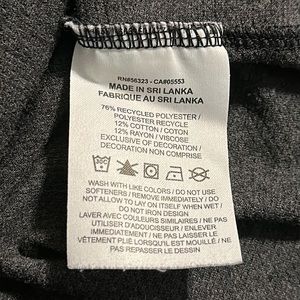 RN#56323 - CA#05553
MADE IN SRI LANKA
FABRIQUE AU SRI LANKA
76% RECYCLED POLYESTER/
POLYESTER RECYCLE
12% COTTON / COTON
12% RAYON / VISCOSE
EXCLUSIVE OF DECORATION /
DECORATION NON COMPRISE
WASH WITH LIKE COLORS / DO NOT USE
SOFTENERS / REMOVE IMMEDIATELY / DO
NOT ALLOW TO LAY ON ITSELF WHEN WET /
DO NOT IRON DESIGN
LAVER AVEC COULEURS SIMILAIRES / NE PAS
UTILISER D'ADOUCISSEUR / ENLEVER
IMMÉDIATEMENT / NE PAS LAISSER LE
VÊTEMENT PLIÉ LORSQU'IL EST MOUILLÉ / NE
PAS REPASSER LE DESSIN